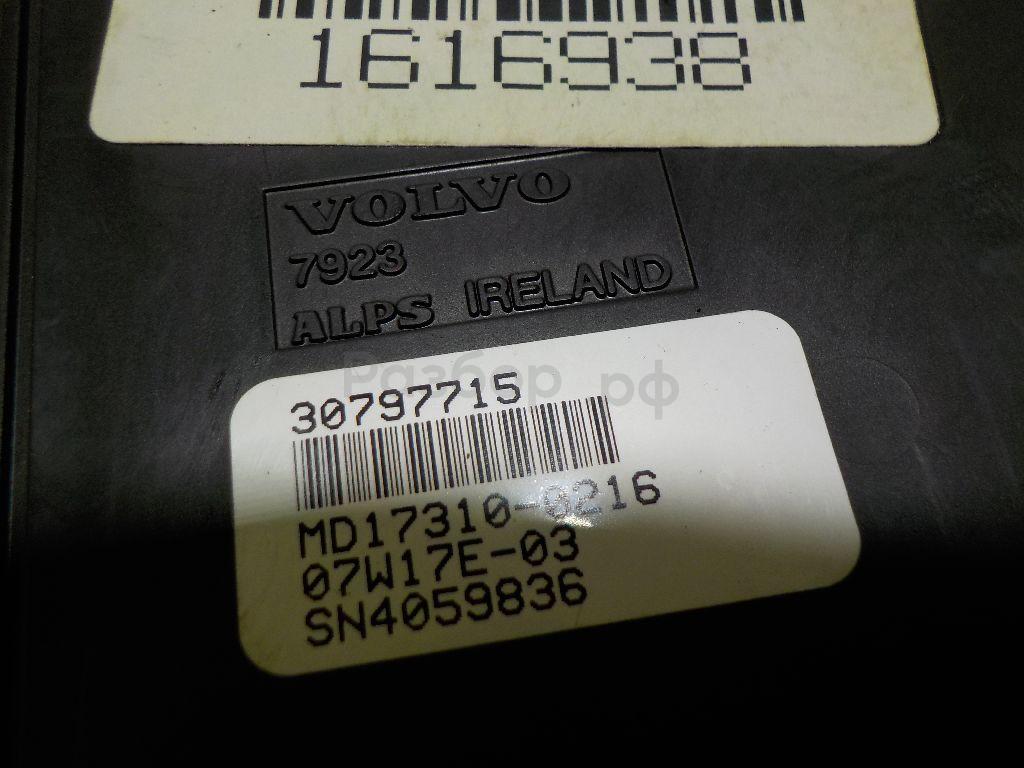 1616938
VOLVO
7923
ALPS IRELAND
Разбор.рф
30797715
MD17310-0216
07W17E-03
SN4059836